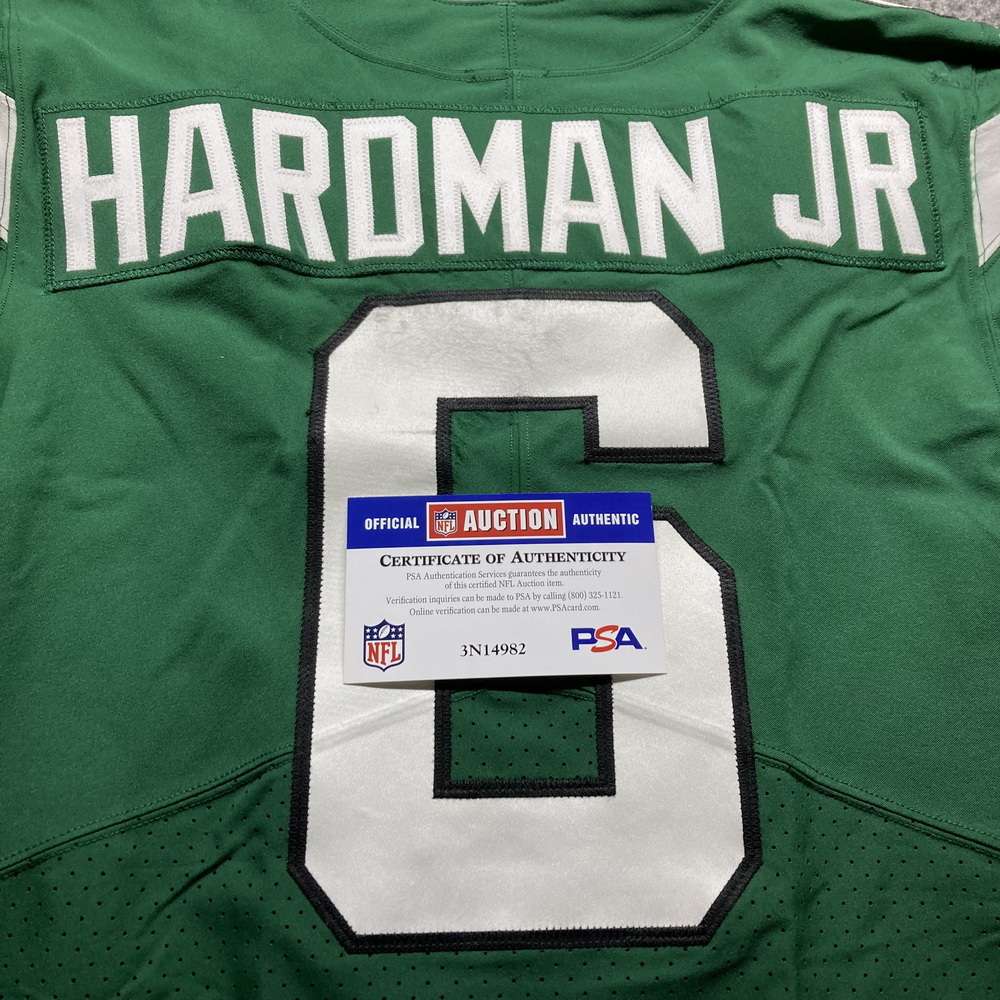 HARDMAN JR
6
OFFICIAL NFL AUCTION AUTHENTIC
CERTIFICATE OF AUTHENTICITY
PSA Authentication Services guarantees the authenticity
of this certified NFL Auction item.
Verification inquiries can be made to PSA by calling (800) 325-1121.
Online verification can be made at www.PSAcard.com.
NFL 3N14982 PSA